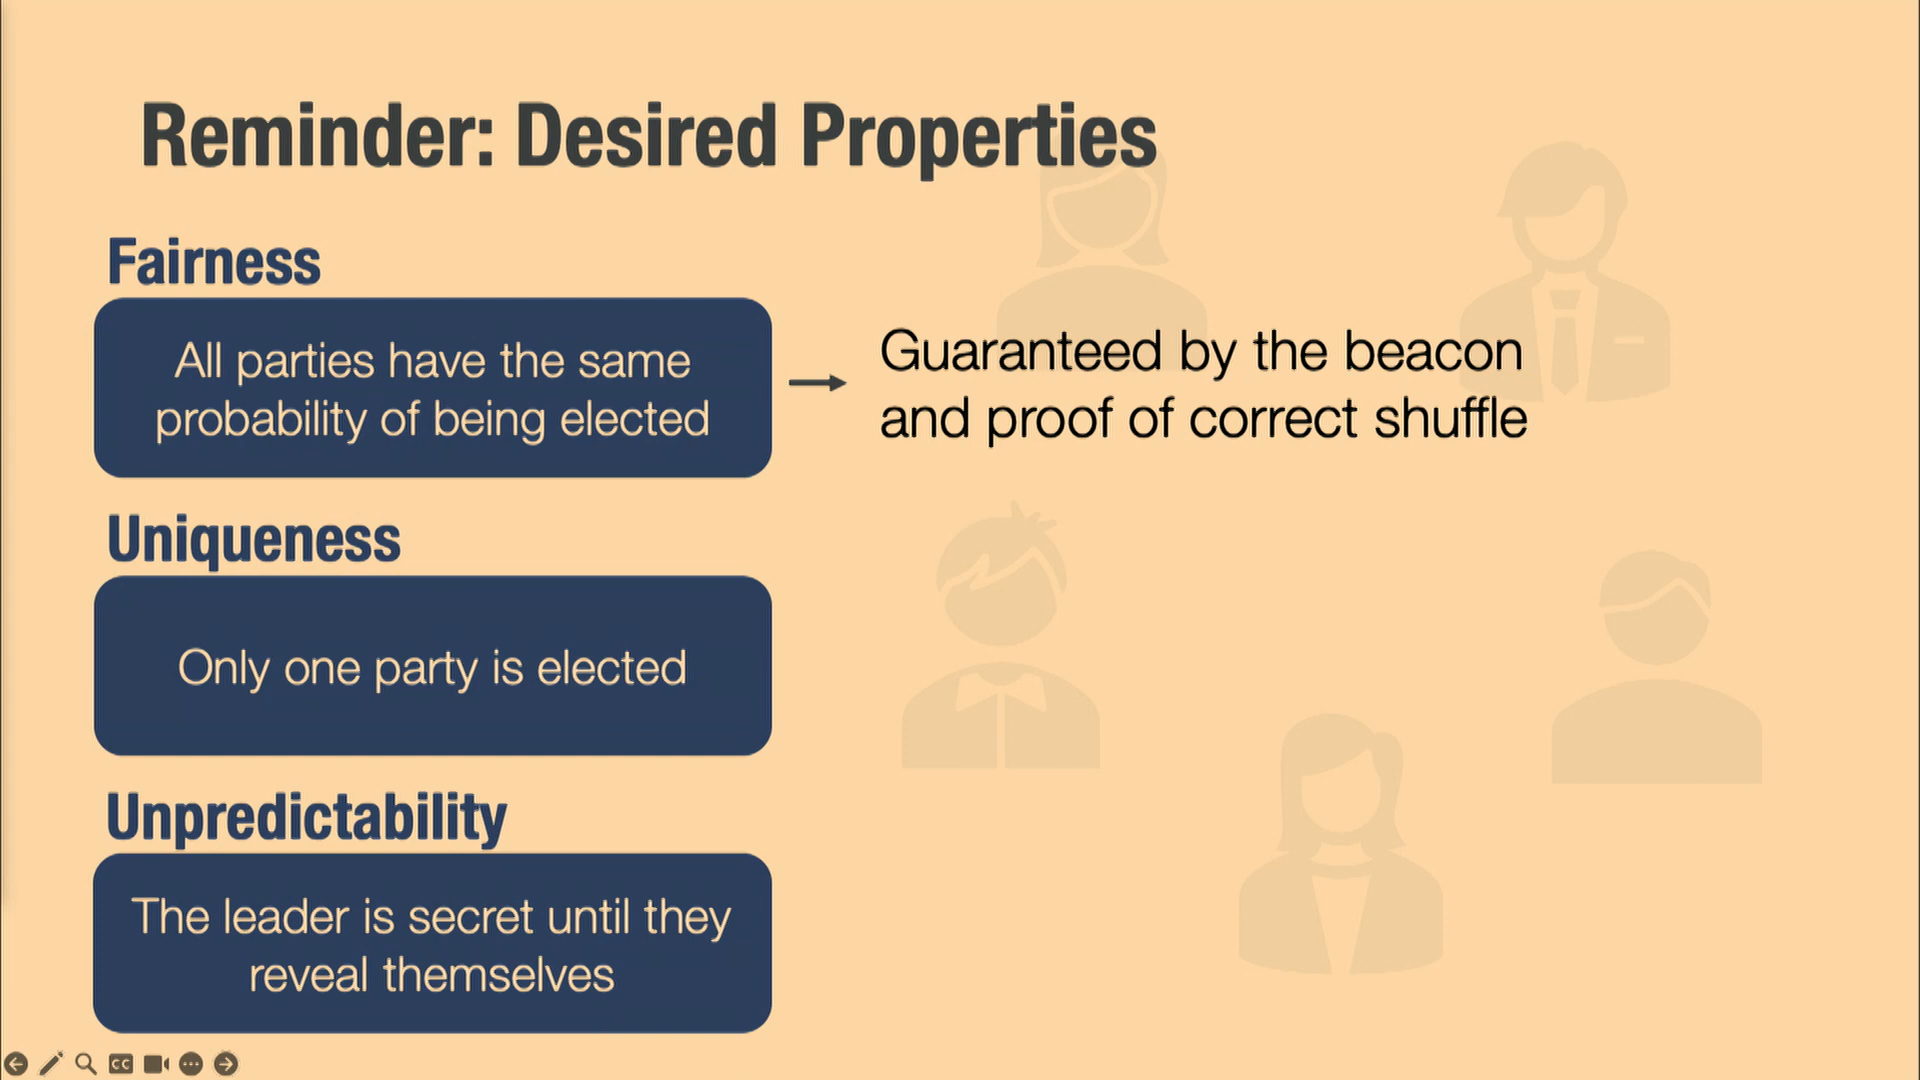 Reminder: Desired Properties
Fairness
All parties have the same
probability of being elected
Guaranteed by the beacon
and proof of correct shuffle
Uniqueness
Only one party is elected
Unpredictability
The leader is secret until they
reveal themselves
CC